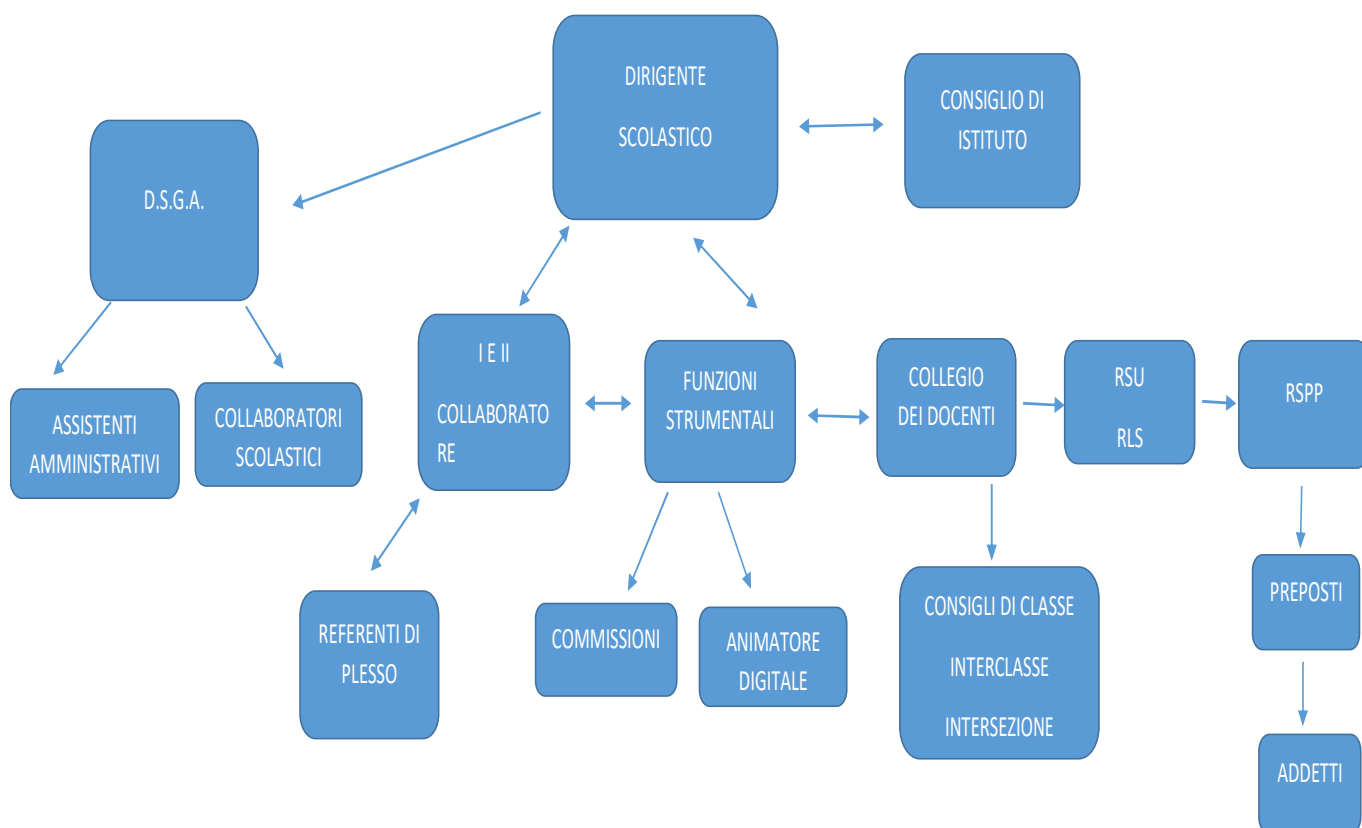 DIRIGENTE
SCOLASTICO
CONSIGLIO DI
ISTITUTO
D.S.G.A.
I E II
COLLABORATO
RE
FUNZIONI
STRUMENTALI
COLLEGIO
DEI DOCENTI
RSU
RLS
RSPP
ASSISTENTI
AMMINISTRATIVI
COLLABORATORI
SCOLASTICI
REFERENTI DI
PLESSO
COMMISSIONI
ANIMATORE
DIGITALE
CONSIGLI DI CLASSE
INTERCLASSE
INTERSEZIONE
PREPOSTI
ADDETTI